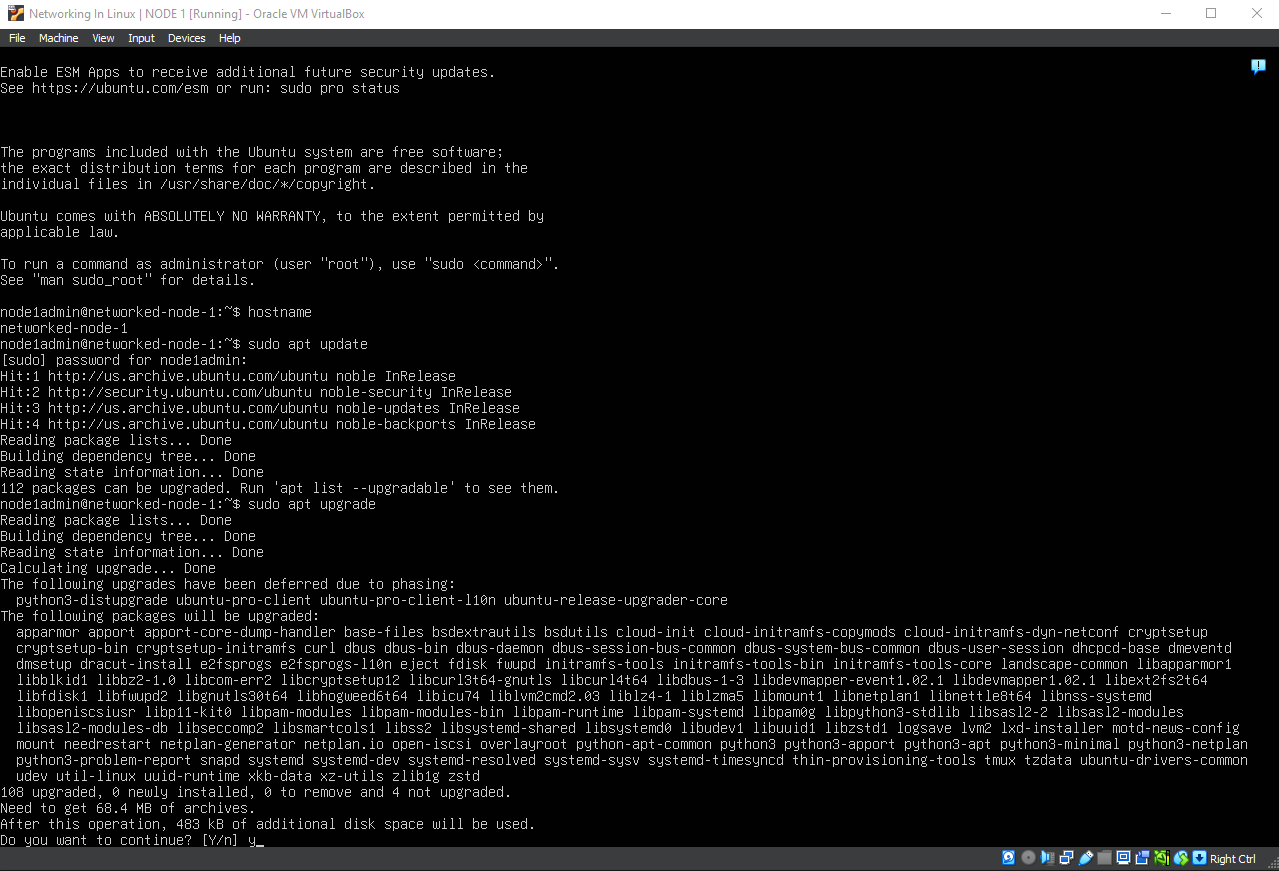 Networking In Linux | NODE 1 [Running] - Oracle VM VirtualBox
File Machine View Input Devices Help
Enable ESM Apps to receive additional future security updates.
See https://ubuntu.com/esm or run: sudo pro status
The programs included with the Ubuntu system are free software;
the exact distribution terms for each program are described in the
individual files in /usr/share/doc/*/copyright.
Ubuntu comes with ABSOLUTELY NO WARRANTY, to the extent permitted by
applicable law.
To run a command as administrator (user "root"), use "sudo <command>".
See "man sudo_root" for details.
node1admin@networked-node-1:~$ hostname
networked-node-1
node1admin@networked-node-1:~$ sudo apt update
[sudo] password for node1admin:
Hit:1 http://us.archive.ubuntu.com/ubuntu noble InRelease
Hit:2 http://security.ubuntu.com/ubuntu noble-security InRelease
Hit:3 http://us.archive.ubuntu.com/ubuntu noble-updates InRelease
Hit:4 http://us.archive.ubuntu.com/ubuntu noble-backports InRelease
Reading package lists... Done
Building dependency tree... Done
Reading state information... Done
112 packages can be upgraded. Run 'apt list --upgradable' to see them.
node1admin@networked-node-1:~$ sudo apt upgrade
Reading package lists... Done
Building dependency tree... Done
Reading state information... Done
Calculating upgrade... Done
The following upgrades have been deferred due to phasing:
python3-distupgrade ubuntu-pro-client ubuntu-pro-client-l10n ubuntu-release-upgrader-core
The following packages will be upgraded:
apparmor apport apport-core-dump-handler base-files bsdextrautils bsdutils cloud-init cloud-initramfs-copymods cloud-initramfs-dyn-netconf cryptsetup
cryptsetup-bin cryptsetup-initramfs curl dbus dbus-bin dbus-daemon dbus-session-bus-common dbus-system-bus-common dbus-user-session dhcpcd-base dmeventd
dmsetup dracut-install e2fsprogs e2fsprogs-l10n eject fdisk fwupd initramfs-tools initramfs-tools-bin initramfs-tools-core landscape-common libapparmor1
libblkid1 libbz2-1.0 libcom-err2 libcryptsetup12 libcurl3t64-gnutls libcurl4t64 libdbus-1-3 libdevmapper-event1.02.1 libdevmapper1.02.1 libext2fs2t64
libfdisk1 libfwupd2 libgnutls30t64 libhogweed6t64 libicu74 liblvm2cmd2.03 liblz4-1 liblzma5 libmount1 libnetplan1 libnettle8t64 libnss-systemd
libopeniscsiusr libp11-kit0 libpam-modules libpam-modules-bin libpam-runtime libpam-systemd libpam0g libpython3-stdlib libsasl2-2 libsasl2-modules
libsasl2-modules-db libseccomp2 libsmartcols1 libss2 libsystemd-shared libsystemd0 libudev1 libuuid1 libzstd1 logsave lvm2 lxd-installer motd-news-config
mount needrestart netplan-generator netplan.io open-iscsi overlayroot python-apt-common python3 python3-apport python3-apt python3-minimal python3-netplan
python3-problem-report snapd systemd systemd-dev systemd-resolved systemd-sysv systemd-timesyncd thin-provisioning-tools tmux tzdata ubuntu-drivers-common
udev util-linux uuid-runtime xkb-data xz-utils zlib1g zstd
108 upgraded, 0 newly installed, 0 to remove and 4 not upgraded.
Need to get 68.4 MB of archives.
After this operation, 483 kB of additional disk space will be used.
Do you want to continue? [Y/n] y_
Right Ctrl